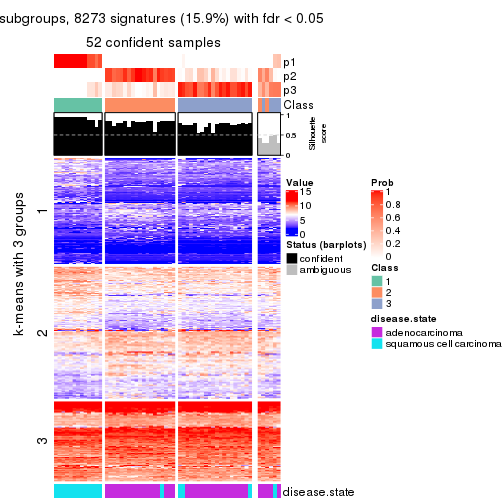 subgroups, 8273 signatures (15.9%) with fdr < 0.05
52 confident samples
p1
p2
p3
Class
1
0.5
0
Silhouette
score
k-means with 3 groups
1
2
3
disease.state
Value
15
10
5
0
Status (barplots)
confident
ambiguous
Prob
1
0.8
0.6
0.4
0.2
0
Class
1
2
3
disease.state
adenocarcinoma
squamous cell carcinoma